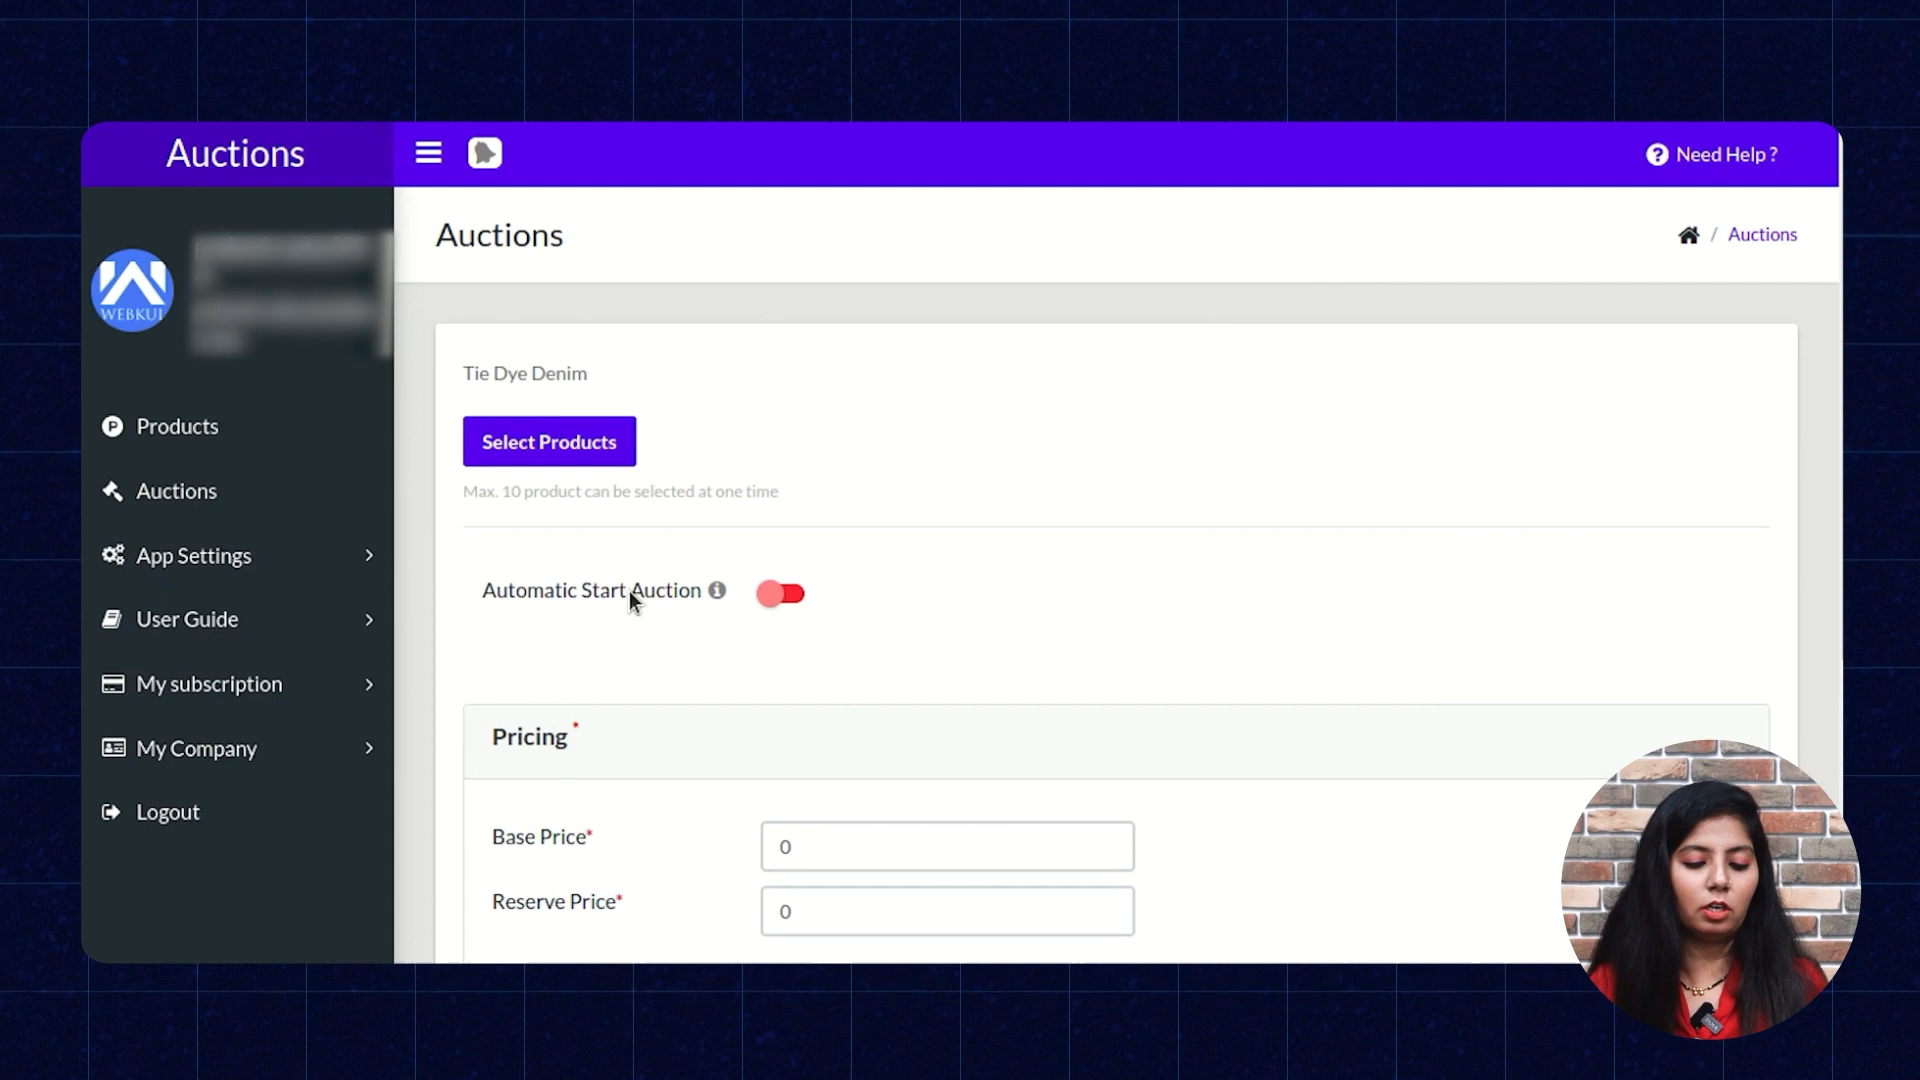 Auctions
Need Help ?
Auctions
/ Auctions
WEBKUL
Tie Dye Denim
Select Products
Max. 10 product can be selected at one time
Products
Auctions
App Settings
User Guide
My subscription
My Company
Logout
Automatic Start Auction
Pricing *
Base Price* 0
Reserve Price* 0